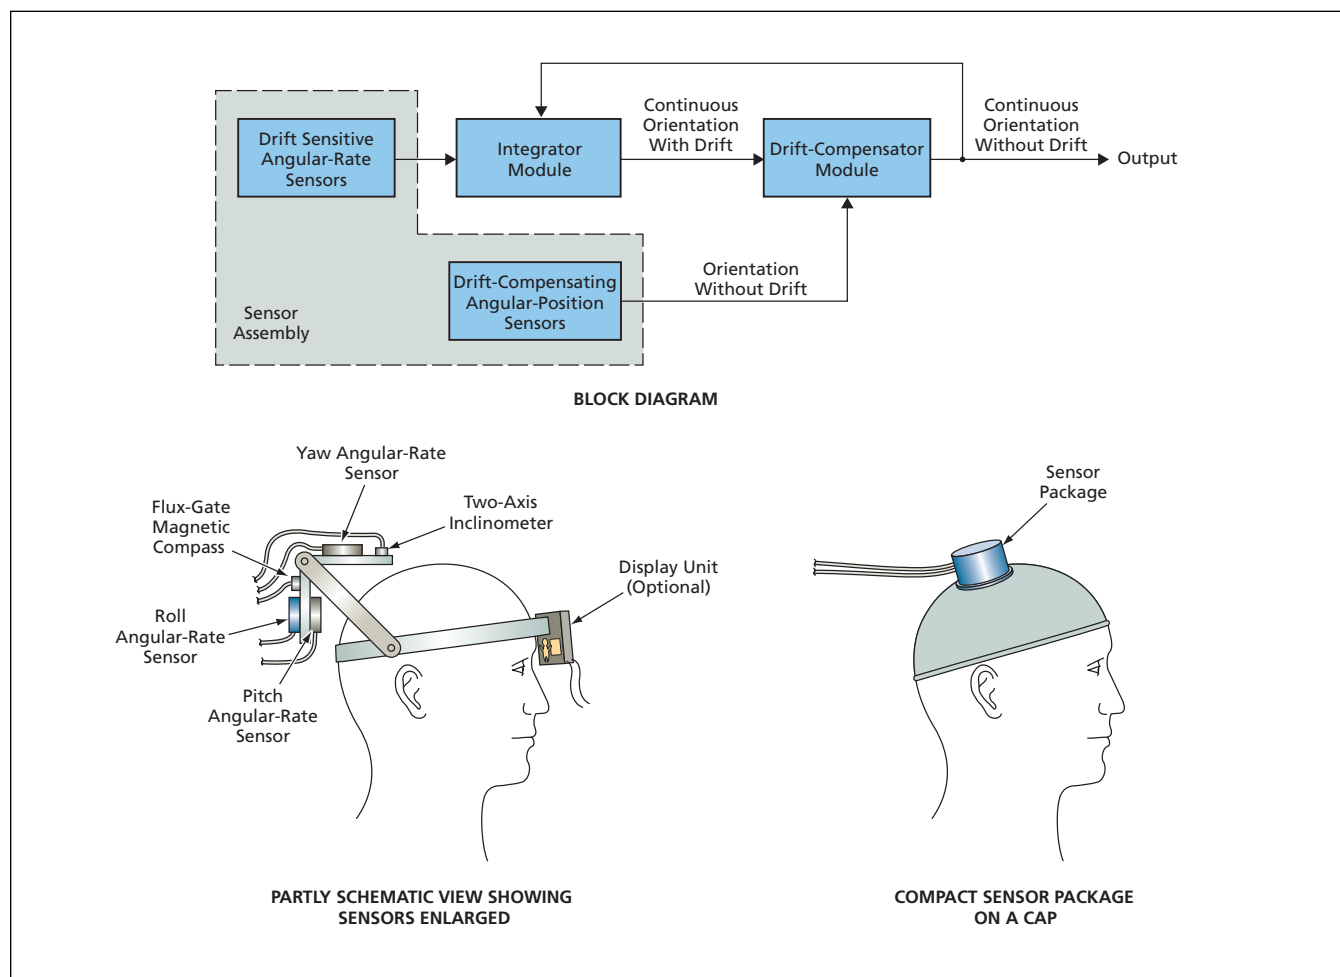 Drift Sensitive
Angular-Rate
Sensors
Integrator
Module
Continuous
Orientation
With Drift
Drift-Compensator
Module
Continuous
Orientation
Without Drift
Output
Drift-Compensating
Angular-Position
Sensors
Orientation
Without Drift
Sensor
Assembly
BLOCK DIAGRAM
Yaw Angular-Rate
Sensor
Flux-Gate
Magnetic
Compass
Two-Axis
Inclinometer
Display Unit
(Optional)
Roll
Angular-Rate
Sensor
Pitch
Angular-Rate
Sensor
PARTLY SCHEMATIC VIEW SHOWING
SENSORS ENLARGED
Sensor
Package
COMPACT SENSOR PACKAGE
ON A CAP